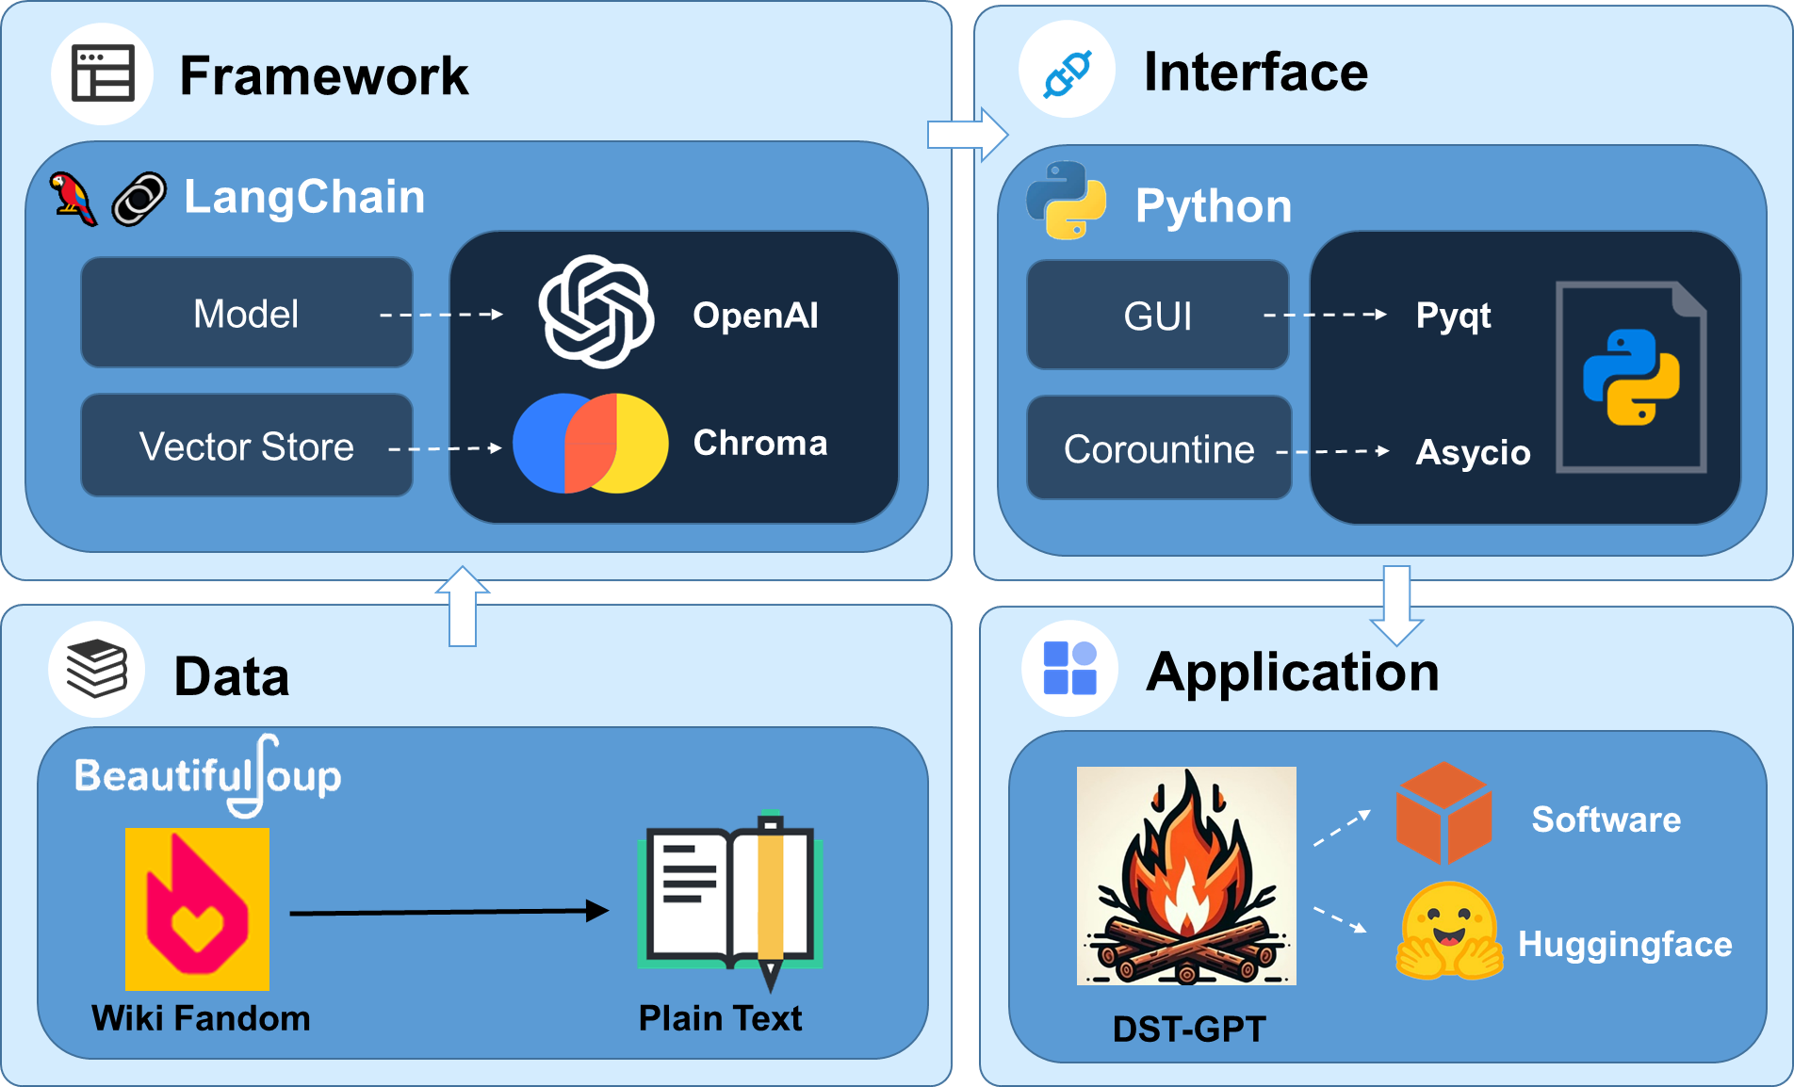 Framework
LangChain
Model
OpenAI
Vector Store
Chroma
Interface
Python
GUI
Pyqt
Corountine
Asycio
Data
BeautifulSoup
Wiki Fandom
Plain Text
Application
Software
Huggingface
DST-GPT